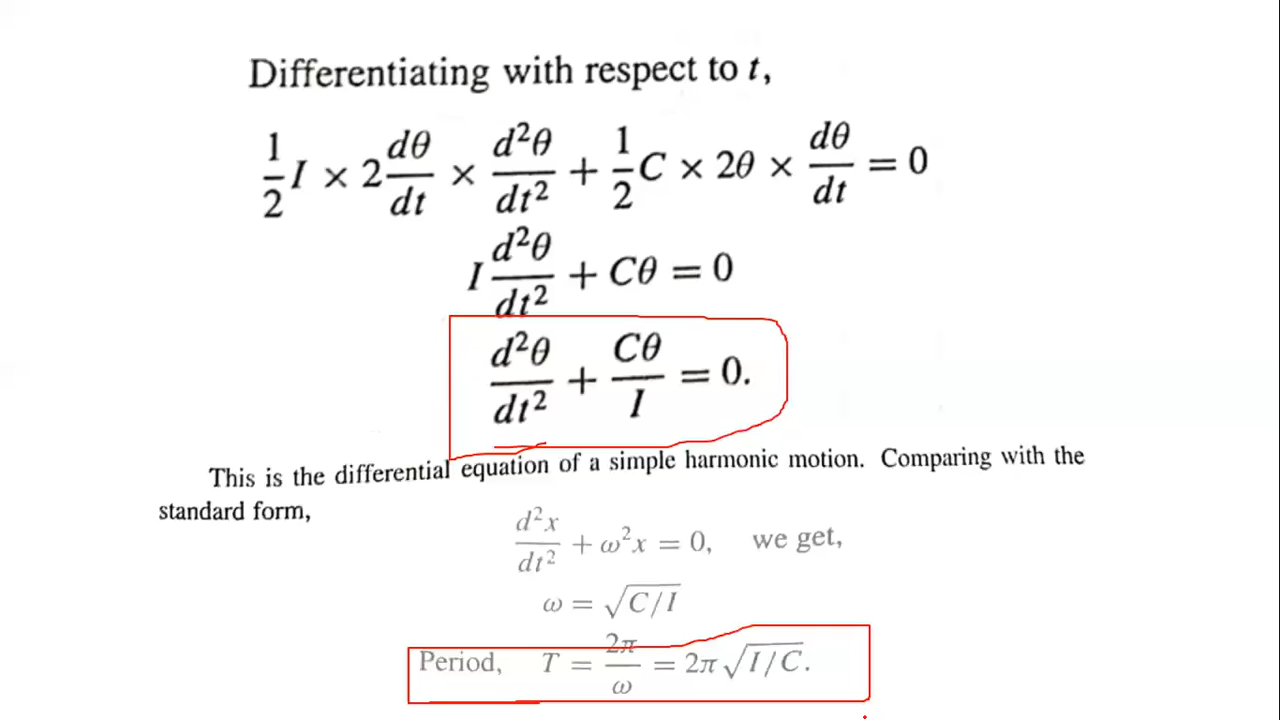 Differentiating with respect to t,
1/2 I × 2 dθ/dt × d²θ/dt² + 1/2 C × 2θ × dθ/dt = 0
I d²θ/dt² + Cθ = 0
d²θ/dt² + Cθ/I = 0.
This is the differential equation of a simple harmonic motion. Comparing with the
standard form,
d²x/dt² + ω²x = 0, we get,
ω = √C/I
Period, T = 2π/ω = 2π √I/C.